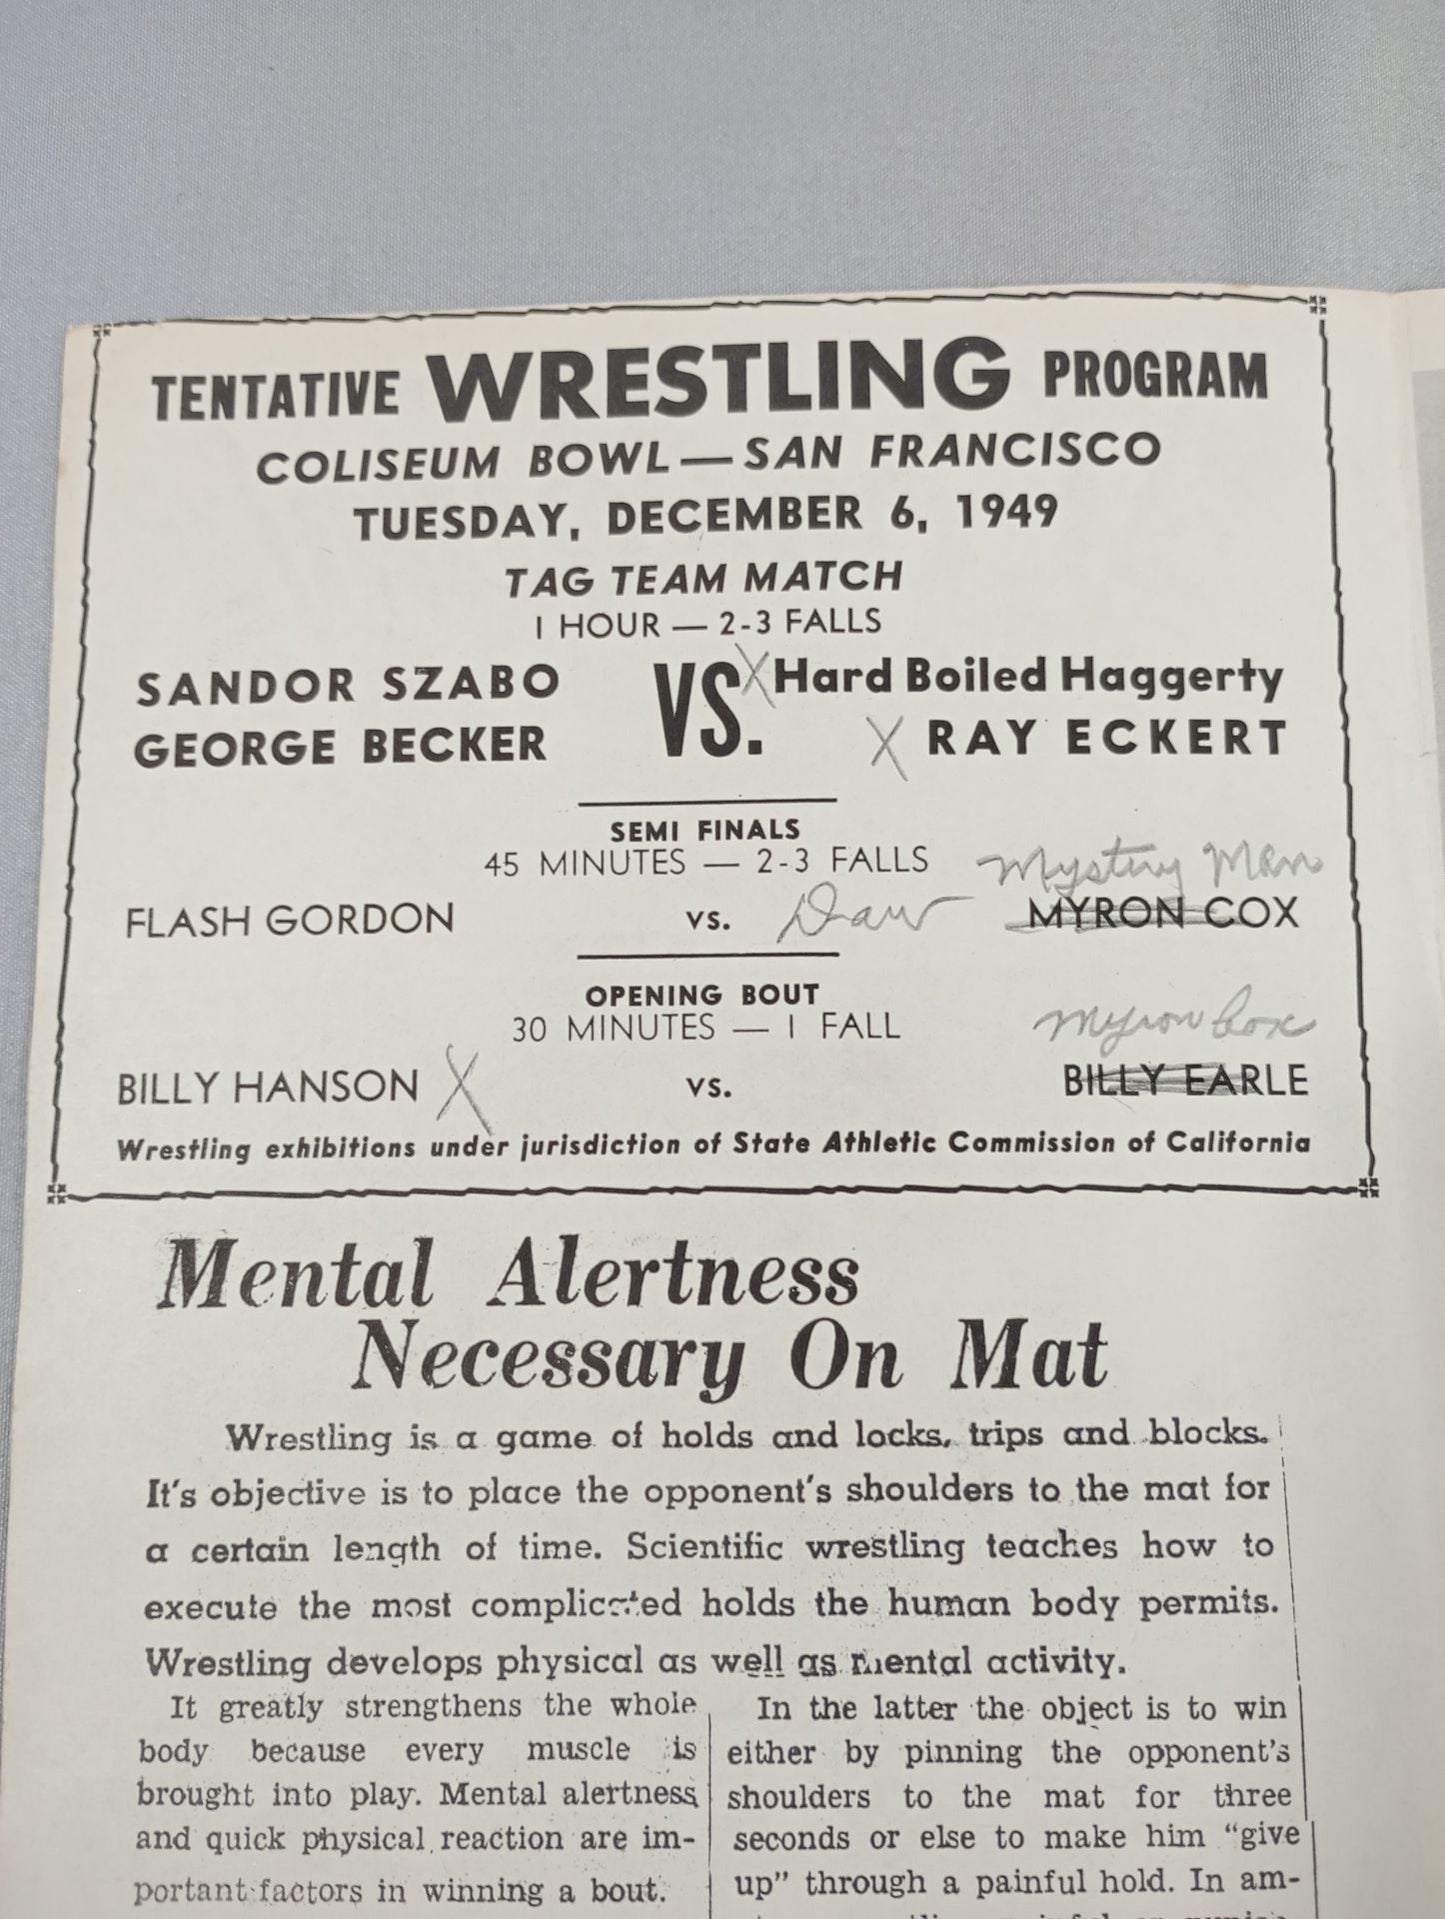 TENTATIVE WRESTLING PROGRAM
COLISEUM BOWL — SAN FRANCISCO
TUESDAY, DECEMBER 6, 1949
TAG TEAM MATCH
1 HOUR — 2-3 FALLS
SANDOR SZABO VS. X Hard Boiled Haggerty
GEORGE BECKER X RAY ECKERT
SEMI FINALS
45 MINUTES — 2-3 FALLS Mystery Man
FLASH GORDON vs. Daw MYRON COX
OPENING BOUT
30 MINUTES — 1 FALL Myron Cox
BILLY HANSON X vs. BILLY EARLE
Wrestling exhibitions under jurisdiction of State Athletic Commission of California
Mental Alertness
Necessary On Mat
Wrestling is a game of holds and locks, trips and blocks.
It's objective is to place the opponent's shoulders to the mat for
a certain length of time. Scientific wrestling teaches how to
execute the most complicated holds the human body permits.
Wrestling develops physical as well as mental activity.
It greatly strengthens the whole
body because every muscle is
brought into play. Mental alertness
and quick physical reaction are im-
portant factors in winning a bout.
In the latter the object is to win
either by pinning the opponent's
shoulders to the mat for three
seconds or else to make him "give
up" through a painful hold. In am-